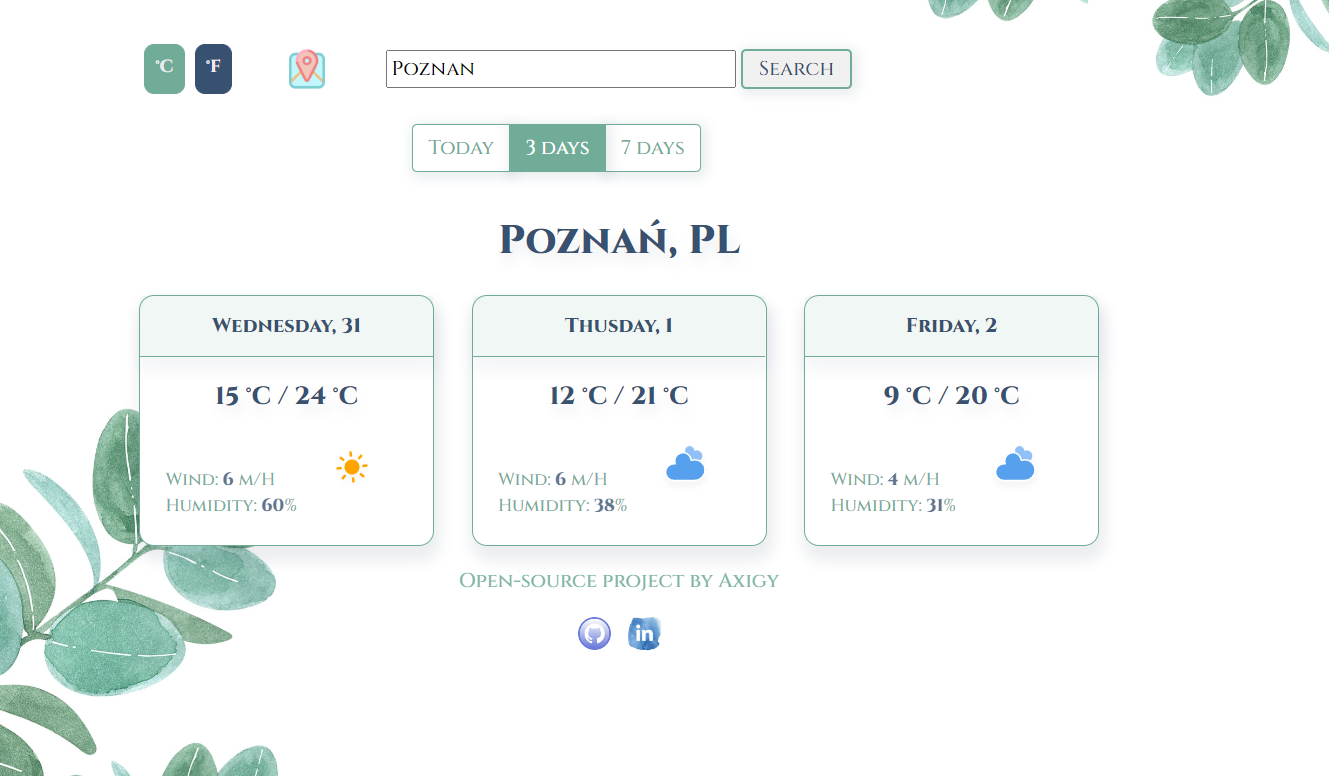 °C °F Poznan Search
Today 3 days 7 days
Poznań, PL
Wednesday, 31
15 °C / 24 °C
Wind: 6 m/h
Humidity: 60%
Thusday, 1
12 °C / 21 °C
Wind: 6 m/h
Humidity: 38%
Friday, 2
9 °C / 20 °C
Wind: 4 m/h
Humidity: 31%
Open-source project by Axigy
in